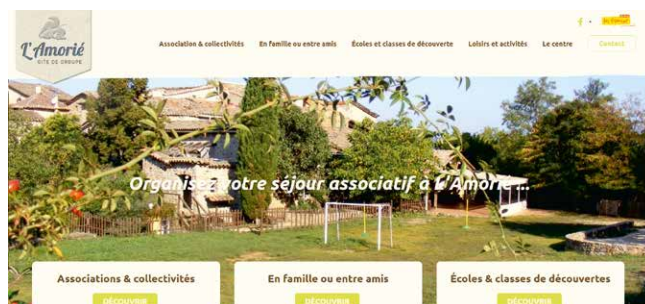 L'Amorié
GITE DE GROUPE
Association & collectivités
En famille ou entre amis
Écoles et classes de découverte
Loisirs et activités
Le centre
Contact
Organisez votre séjour associatif à L'Amorié ...
Associations & collectivités
En famille ou entre amis
Écoles & classes de découvertes
DÉCOUVRIR
DÉCOUVRIR
DÉCOUVRIR